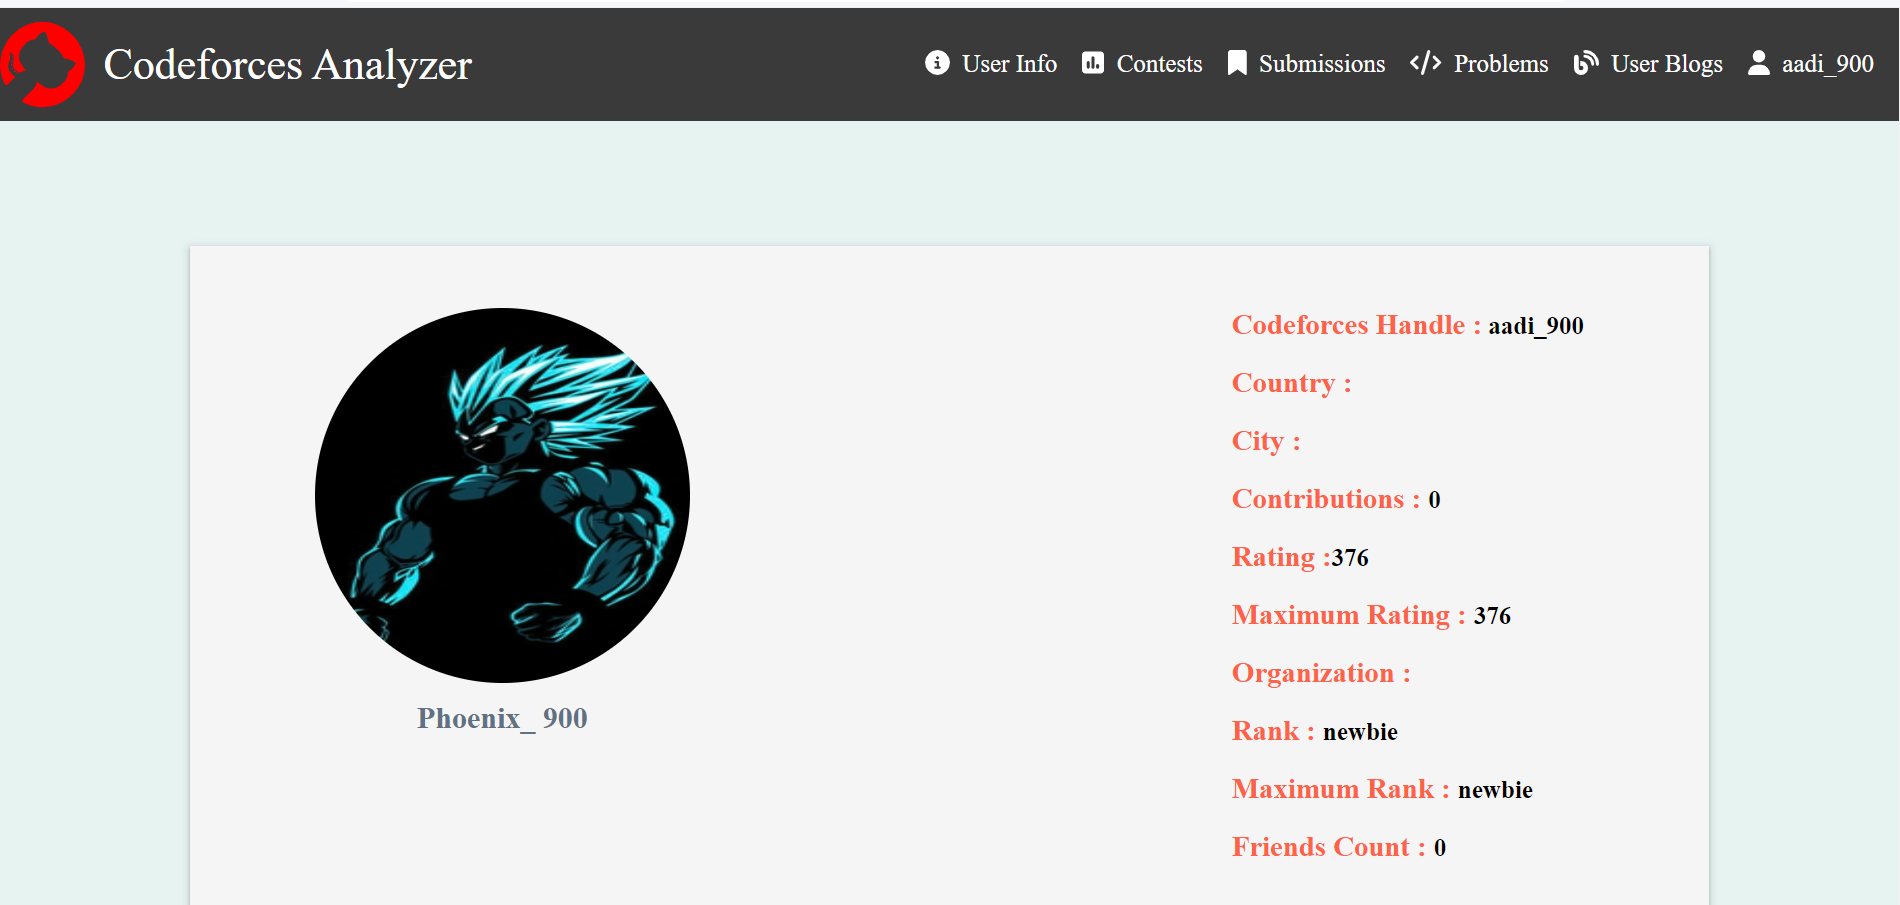 Codeforces Analyzer
User Info Contests Submissions Problems User Blogs aadi_900
Phoenix_ 900
Codeforces Handle : aadi_900
Country :
City :
Contributions : 0
Rating :376
Maximum Rating : 376
Organization :
Rank : newbie
Maximum Rank : newbie
Friends Count : 0